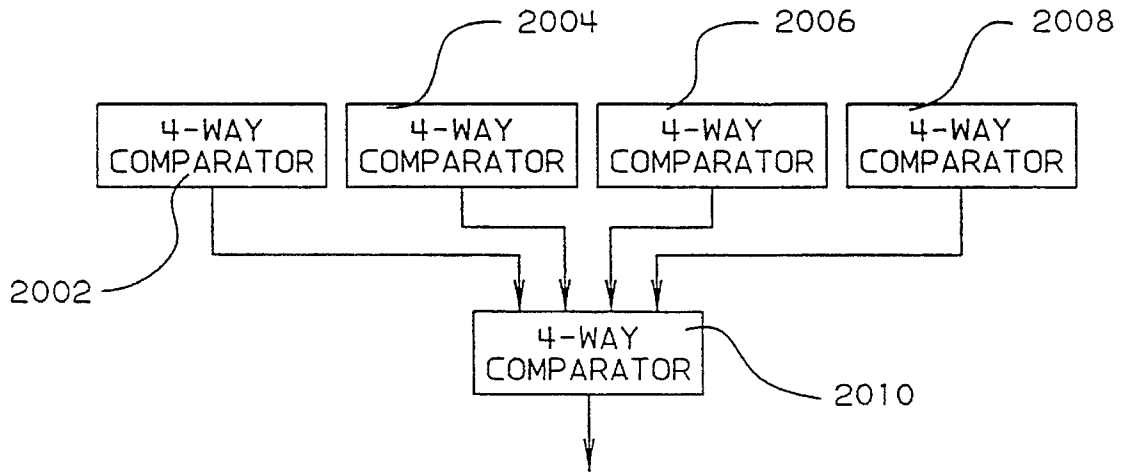 2004
2006
2008
4-WAY
COMPARATOR
4-WAY
COMPARATOR
4-WAY
COMPARATOR
4-WAY
COMPARATOR
2002
4-WAY
COMPARATOR
2010